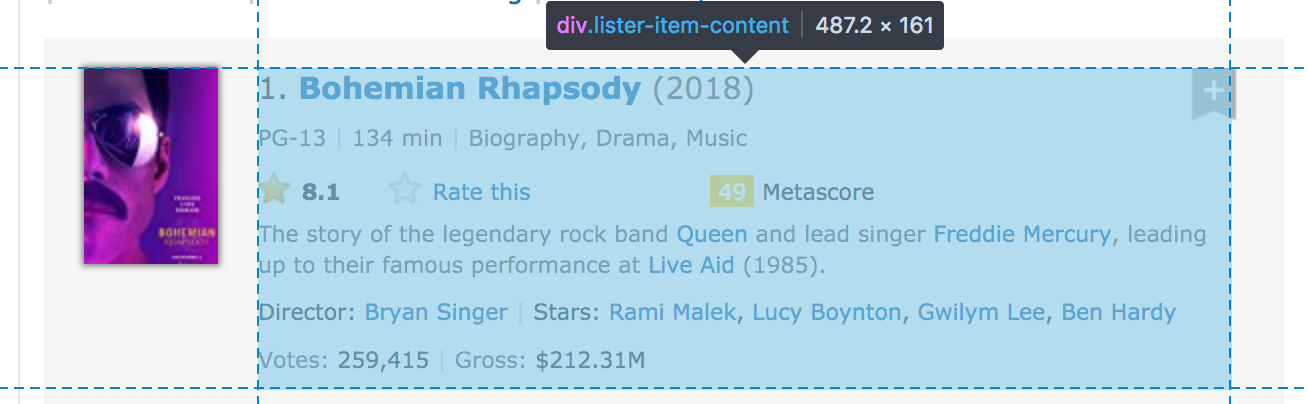 div.lister-item-content | 487.2 × 161
1. Bohemian Rhapsody (2018)
PG-13 | 134 min | Biography, Drama, Music
8.1 Rate this 49 Metascore
The story of the legendary rock band Queen and lead singer Freddie Mercury, leading
up to their famous performance at Live Aid (1985).
Director: Bryan Singer | Stars: Rami Malek, Lucy Boynton, Gwilym Lee, Ben Hardy
Votes: 259,415 | Gross: $212.31M
BOHEMIAN
RHAPSODY